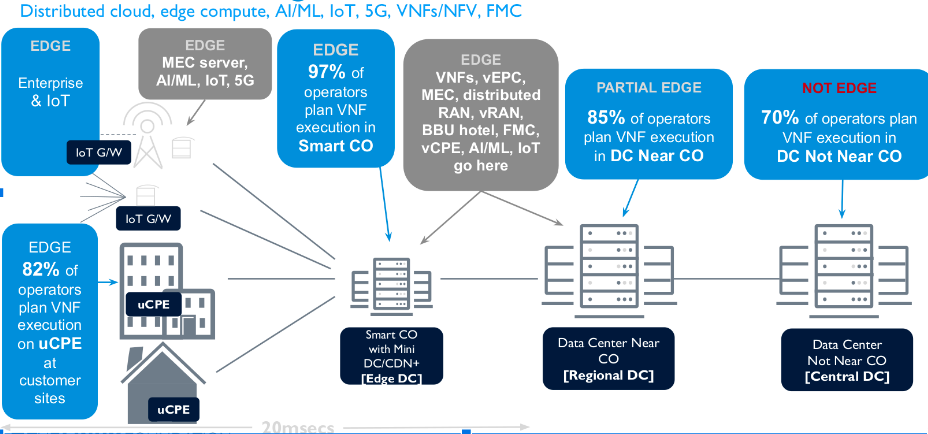 Distributed cloud, edge compute, AI/ML, IoT, 5G, VNFs/NFV, FMC
EDGE
Enterprise
& IoT
EDGE
MEC server,
AI/ML, IoT, 5G
EDGE
97% of
operators
plan VNF
execution in
Smart CO
EDGE
VNFs, vEPC,
MEC, distributed
RAN, vRAN,
BBU hotel, FMC,
vCPE, AI/ML, IoT
go here
PARTIAL EDGE
85% of operators
plan VNF execution
in DC Near CO
NOT EDGE
70% of operators plan
VNF execution in
DC Not Near CO
IoT G/W
IoT G/W
EDGE
82% of
operators
plan VNF
execution
on uCPE
at
customer
sites
uCPE
uCPE
Smart CO
with Mini
DC/CDN+
[Edge DC]
Data Center Near
CO
[Regional DC]
Data Center
Not Near CO
[Central DC]
20msecs